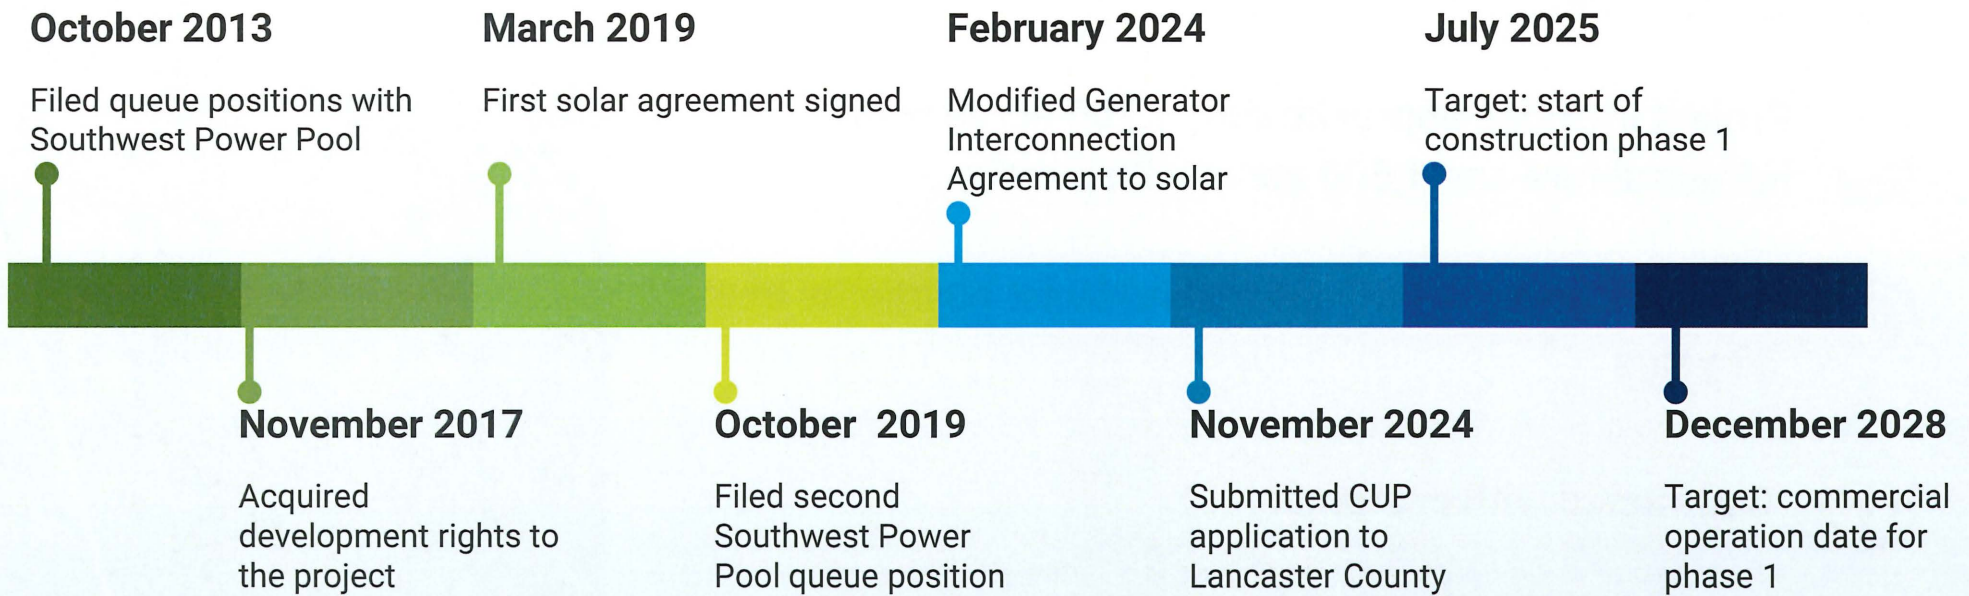 October 2013
Filed queue positions with
Southwest Power Pool
November 2017
Acquired
development rights to
the project
March 2019
First solar agreement signed
October 2019
Filed second
Southwest Power
Pool queue position
February 2024
Modified Generator
Interconnection
Agreement to solar
November 2024
Submitted CUP
application to
Lancaster County
July 2025
Target: start of
construction phase 1
December 2028
Target: commercial
operation date for
phase 1